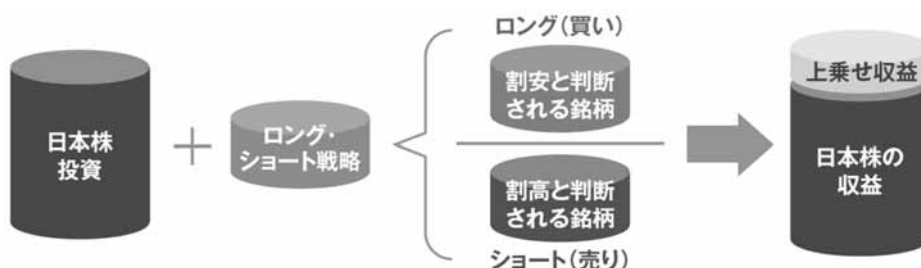 日本株
投資
ロング・
ショート戦略
ロング(買い)
割安と判断
される銘柄
割高と判断
される銘柄
ショート(売り)
上乗せ収益
日本株の
収益